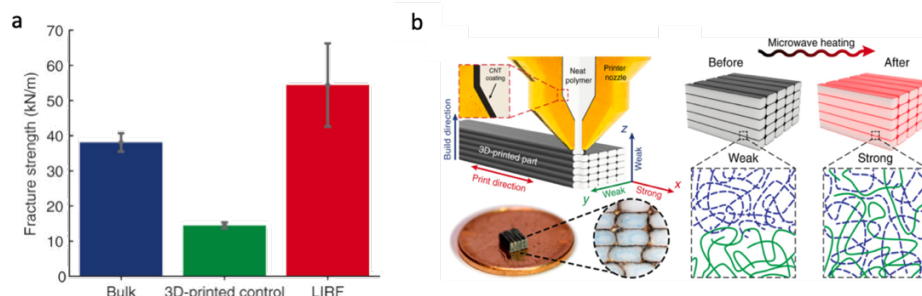 a
Fracture strength (kN/m)
70
60
50
40
30
20
10
0
Bulk
3D-printed control
LIRF
b
CNT
coating
Neat
polymer
Printer
nozzle
Build direction
3D-printed part
Print direction
z
Weak
y
Weak
Strong
x
Microwave heating
Before
After
Weak
Strong